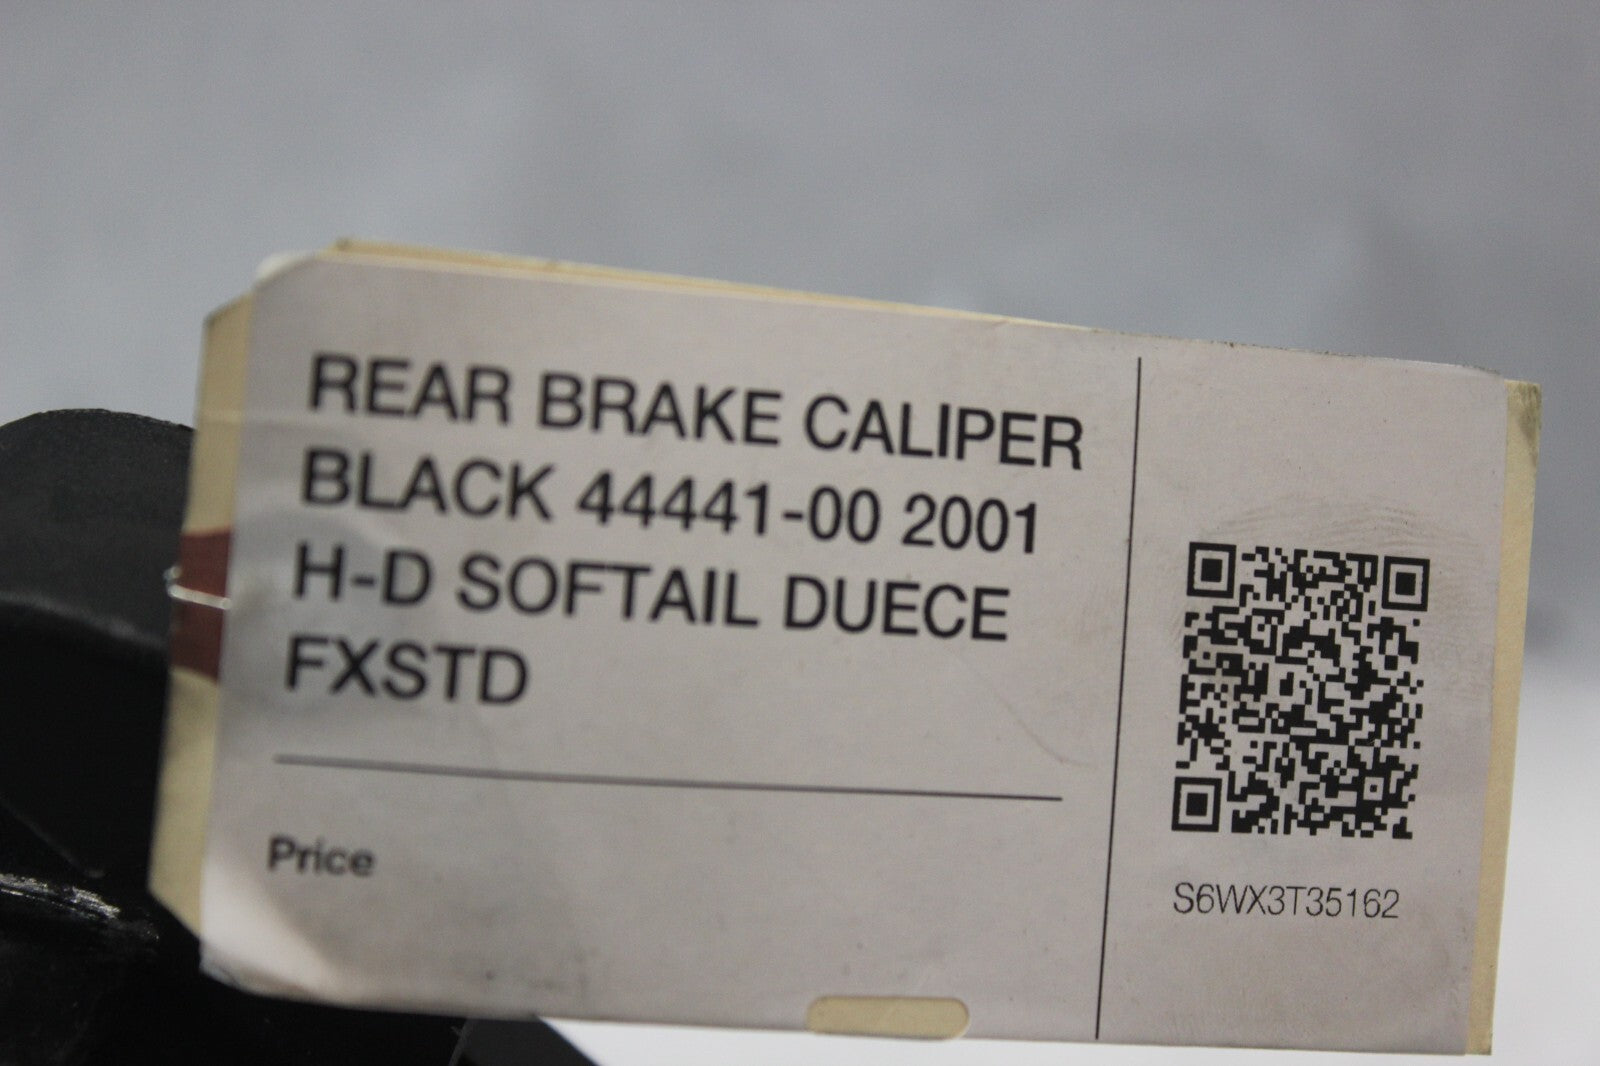 REAR BRAKE CALIPER
BLACK 44441-00 2001
H-D SOFTAIL DUECE
FXSTD
Price
S6WX3T35162